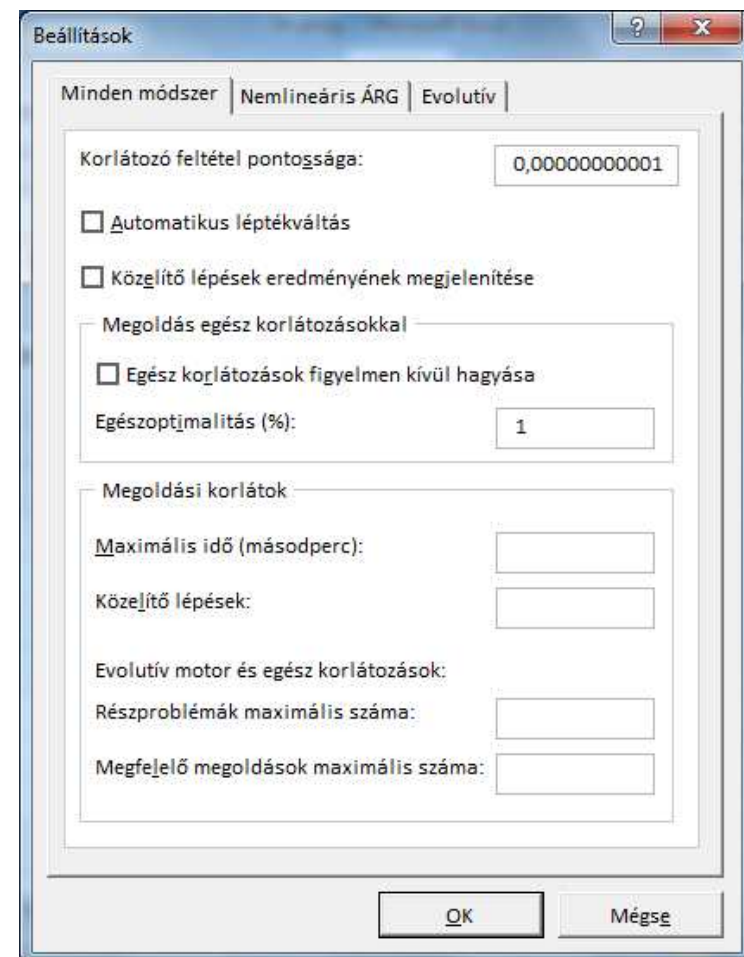 Beállítások
Minden módszer Nemlineáris ÁRG Evolutív
Korlátozó feltétel pontossága: 0,00000000001
Automatikus léptékváltás
Közelítő lépések eredményének megjelenítése
Megoldás egész korlátozásokkal
Egész korlátozások figyelmen kívül hagyása
Egészoptimalitás (%): 1
Megoldási korlátok
Maximális idő (másodperc):
Közelítő lépések:
Evolutív motor és egész korlátozások:
Részproblémák maximális száma:
Megfelelő megoldások maximális száma:
OK Mégse